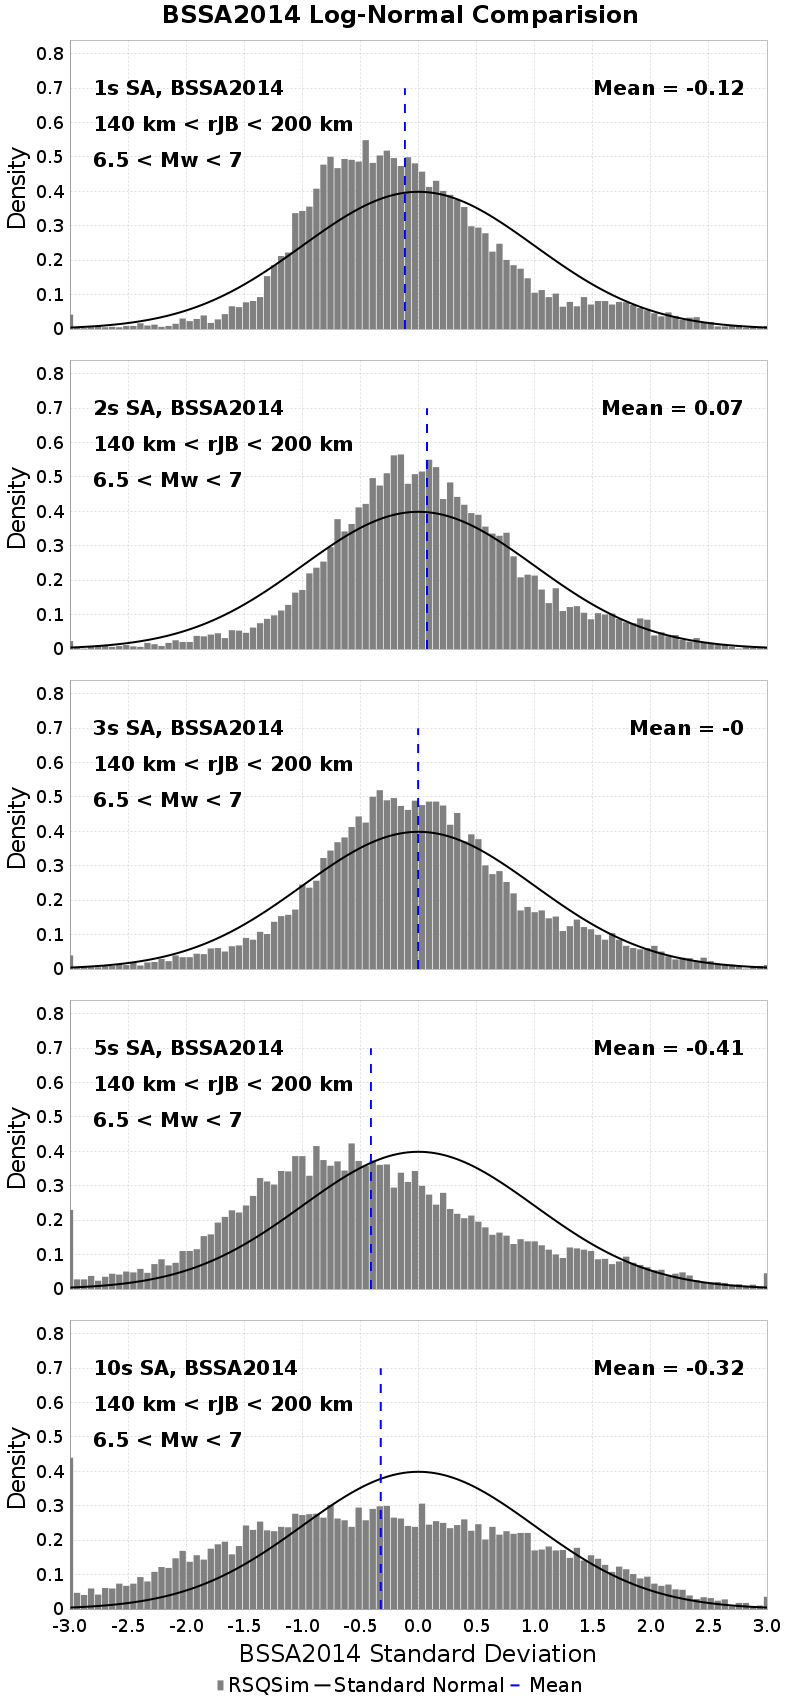 BSSA2014 Log-Normal Comparision
0.8
0.7
0.6
0.5
0.4
0.3
0.2
0.1
0
Density
1s SA, BSSA2014
Mean = -0.12
140 km < rJB < 200 km
6.5 < Mw < 7
0.8
0.7
0.6
0.5
0.4
0.3
0.2
0.1
0
Density
2s SA, BSSA2014
Mean = 0.07
140 km < rJB < 200 km
6.5 < Mw < 7
0.8
0.7
0.6
0.5
0.4
0.3
0.2
0.1
0
Density
3s SA, BSSA2014
Mean = -0
140 km < rJB < 200 km
6.5 < Mw < 7
0.8
0.7
0.6
0.5
0.4
0.3
0.2
0.1
0
Density
5s SA, BSSA2014
Mean = -0.41
140 km < rJB < 200 km
6.5 < Mw < 7
0.8
0.7
0.6
0.5
0.4
0.3
0.2
0.1
0
Density
10s SA, BSSA2014
Mean = -0.32
140 km < rJB < 200 km
6.5 < Mw < 7
-3.0 -2.5 -2.0 -1.5 -1.0 -0.5 0.0 0.5 1.0 1.5 2.0 2.5 3.0
BSSA2014 Standard Deviation
RSQSim Standard Normal Mean